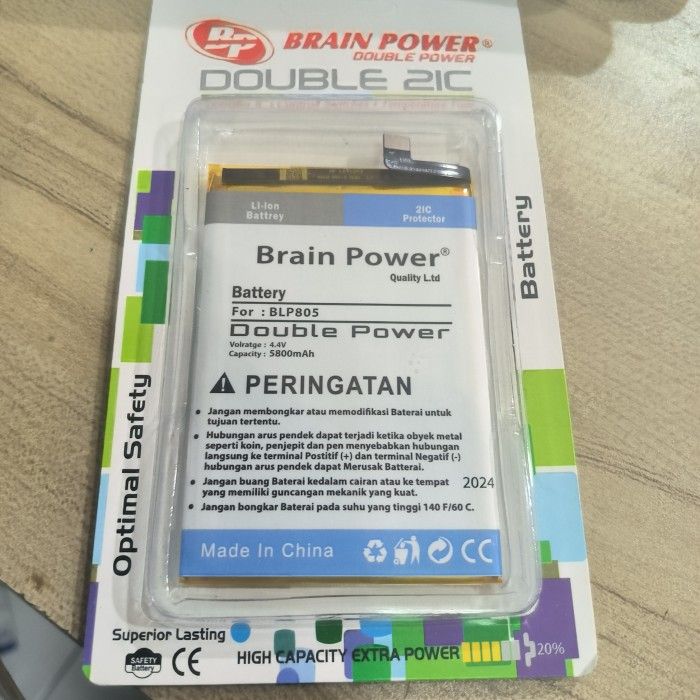 BP BRAIN POWER®
DOUBLE POWER
DOUBLE 2IC
Li-Ion
Battrey
2IC
Protector
Brain Power®
Quality L.td
Battery
For : BLP805
Double Power
Volratge : 4.4V
Capacity : 5800mAh
PERINGATAN
• Jangan membongkar atau memodifikasi Baterai untuk
tujuan tertentu.
• Hubungan arus pendek dapat terjadi ketika obyek metal
seperti koin, penjepit dan pen menyebabkan hubungan
langsung ke terminal Postitif (+) dan terminal Negatif (-)
hubungan arus pendek dapat Merusak Batterai.
• Jangan buang Baterai kedalam cairan atau ke tempat
yang memiliki guncangan mekanik yang kuat.
2024
• Jangan bongkar Baterai pada suhu yang tinggi 140 F/60 C.
Made In China
CC
Optimal Safety
Battery
Superior Lasting
SAFETY
Battery
CE
HIGH CAPACITY EXTRA POWER
20%